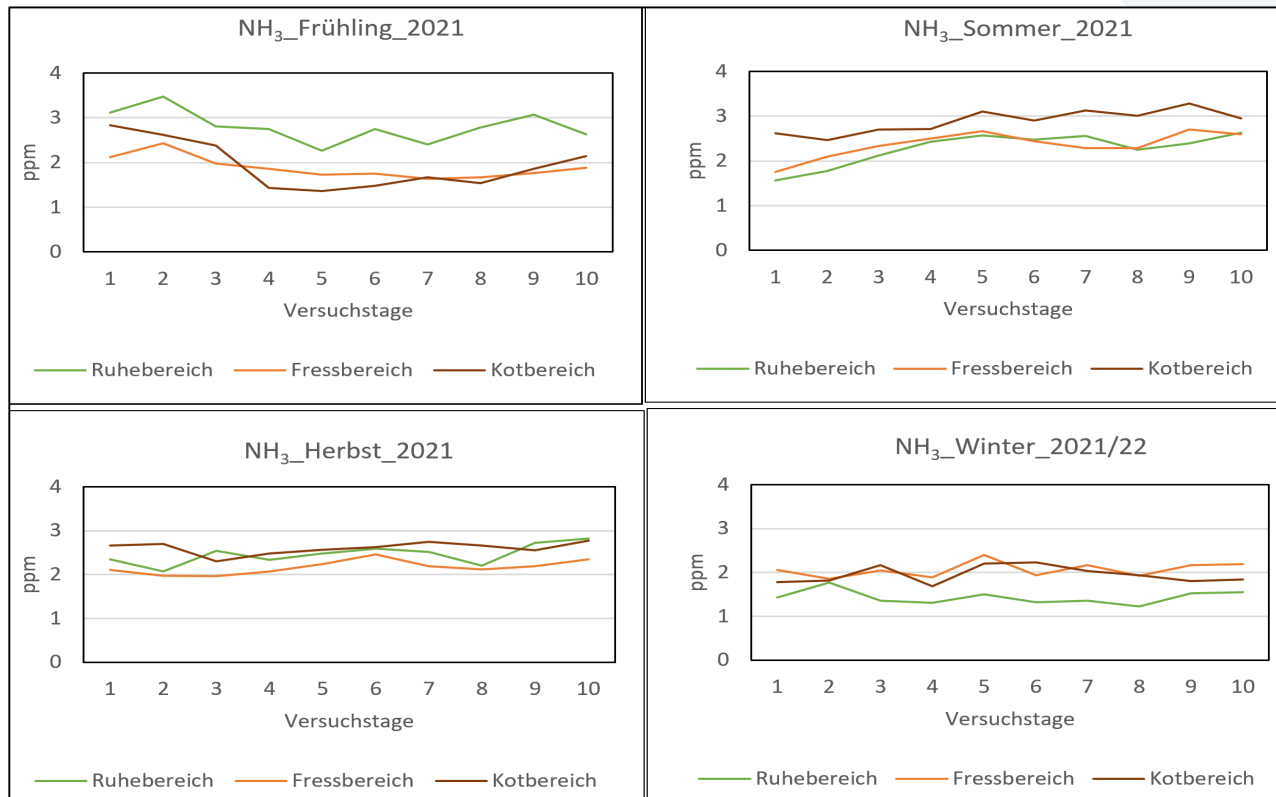 NH₃_Frühling_2021
4
3
2
1
0
ppm
1 2 3 4 5 6 7 8 9 10
Versuchstage
Ruhebereich Fressbereich Kotbereich
NH₃_Sommer_2021
4
3
2
1
0
ppm
1 2 3 4 5 6 7 8 9 10
Versuchstage
Ruhebereich Fressbereich Kotbereich
NH₃_Herbst_2021
4
3
2
1
0
ppm
1 2 3 4 5 6 7 8 9 10
Versuchstage
Ruhebereich Fressbereich Kotbereich
NH₃_Winter_2021/22
4
3
2
1
0
ppm
1 2 3 4 5 6 7 8 9 10
Versuchstage
Ruhebereich Fressbereich Kotbereich